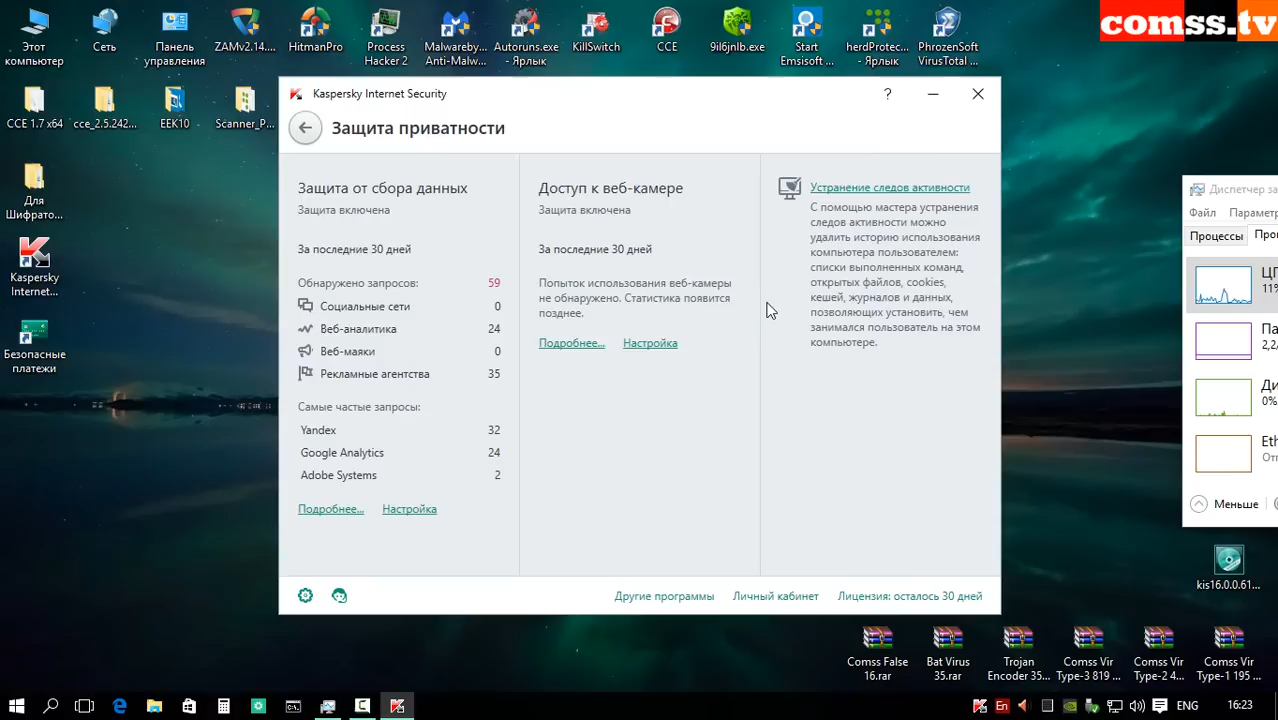 comss.tv
Этот
компьютер
Сеть
Панель
управления
ZAMv2.14....
HitmanPro
Process
Hacker 2
Malwareby...
Anti-Malw...
Autoruns.exe
- Ярлык
KillSwitch
CCE
9il6jnlb.exe
Start
Emsisoft ...
herdProtec...
- Ярлык
PhrozenSoft
VirusTotal ...
CCE 1.7 x64
cce_2.5.242...
EEK10
Scanner_P...
Для
Шифрато...
Kaspersky
Internet...
Безопасные
платежи
Kaspersky Internet Security
?
Защита приватности
Защита от сбора данных
Защита включена
За последние 30 дней
Обнаружено запросов: 59
Социальные сети 0
Веб-аналитика 24
Веб-маяки 0
Рекламные агентства 35
Самые частые запросы:
Yandex 32
Google Analytics 24
Adobe Systems 2
Подробнее... Настройка
Доступ к веб-камере
Защита включена
За последние 30 дней
Попыток использования веб-камеры
не обнаружено. Статистика появится
позднее.
Подробнее... Настройка
Устранение следов активности
С помощью мастера устранения
следов активности можно
удалить историю использования
компьютера пользователем:
списки выполненных команд,
открытых файлов, cookies,
кешей, журналов и данных,
позволяющих установить, чем
занимался пользователь на этом
компьютере.
Другие программы Личный кабинет Лицензия: осталось 30 дней
Диспетчер за
Файл Парамет
Процессы Про
ЦГ
11%
Па
2,2
Ди
0%
Eth
Отп
Меньше
kis16.0.0.61...
Comss False
16.rar
Bat Virus
35.rar
Trojan
Encoder 35...
Comss Vir
Type-3 819 ...
Comss Vir
Type-2 4...
Comss Vir
Type-1 195 ...
En
ENG
16:23